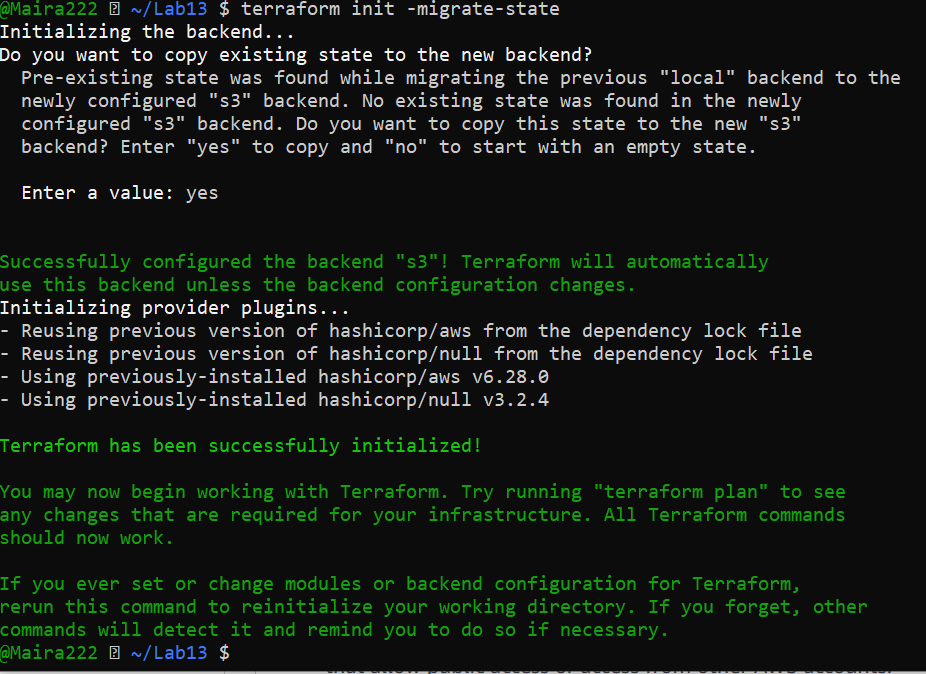 @Maira222 ~/Lab13 $ terraform init -migrate-state
Initializing the backend...
Do you want to copy existing state to the new backend?
  Pre-existing state was found while migrating the previous "local" backend to the
  newly configured "s3" backend. No existing state was found in the newly
  configured "s3" backend. Do you want to copy this state to the new "s3"
  backend? Enter "yes" to copy and "no" to start with an empty state.

  Enter a value: yes

Successfully configured the backend "s3"! Terraform will automatically
use this backend unless the backend configuration changes.
Initializing provider plugins...
- Reusing previous version of hashicorp/aws from the dependency lock file
- Reusing previous version of hashicorp/null from the dependency lock file
- Using previously-installed hashicorp/aws v6.28.0
- Using previously-installed hashicorp/null v3.2.4

Terraform has been successfully initialized!

You may now begin working with Terraform. Try running "terraform plan" to see
any changes that are required for your infrastructure. All Terraform commands
should now work.

If you ever set or change modules or backend configuration for Terraform,
rerun this command to reinitialize your working directory. If you forget, other
commands will detect it and remind you to do so if necessary.
@Maira222 ~/Lab13 $